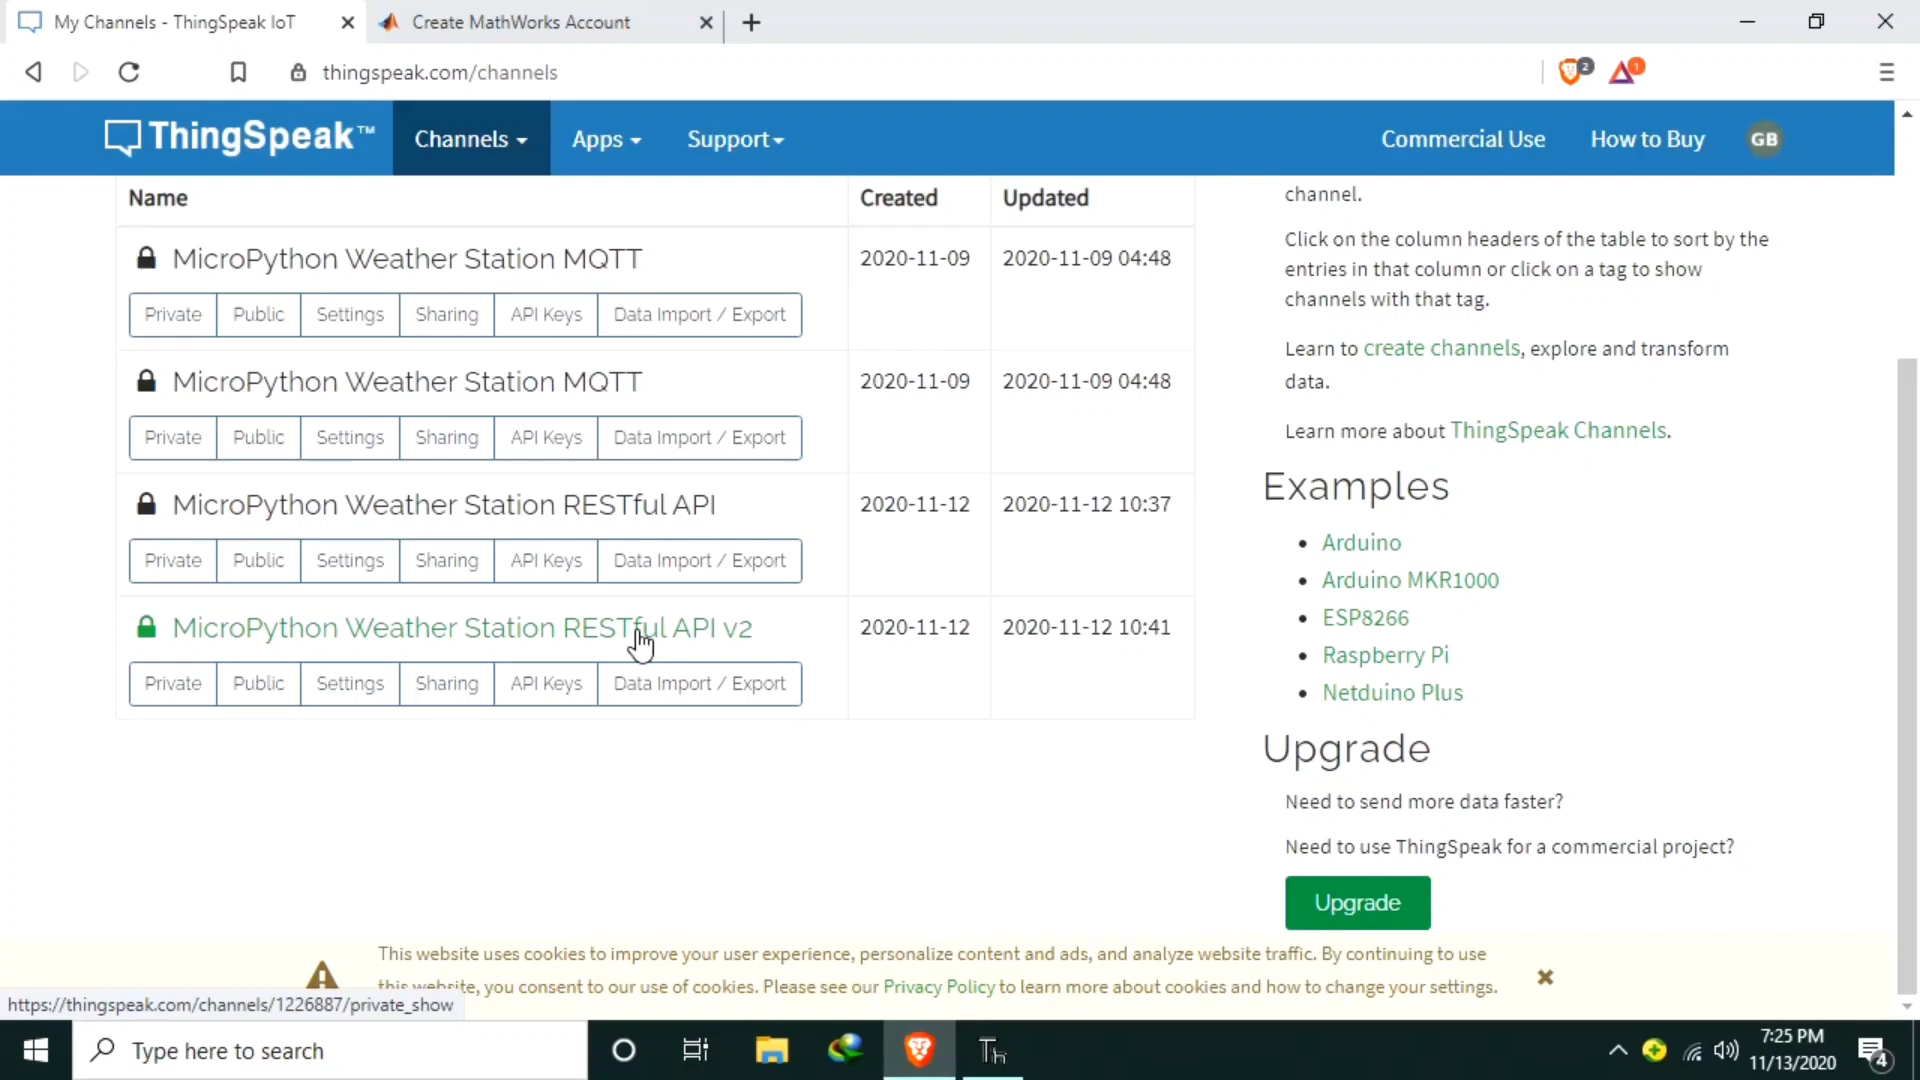 My Channels - ThingSpeak IoT
Create MathWorks Account
thingspeak.com/channels
2
1
ThingSpeak™
Channels
Apps
Support
Commercial Use
How to Buy
GB
Name
Created
Updated
MicroPython Weather Station MQTT
2020-11-09
2020-11-09 04:48
Private
Public
Settings
Sharing
API Keys
Data Import / Export
MicroPython Weather Station MQTT
2020-11-09
2020-11-09 04:48
Private
Public
Settings
Sharing
API Keys
Data Import / Export
MicroPython Weather Station RESTful API
2020-11-12
2020-11-12 10:37
Private
Public
Settings
Sharing
API Keys
Data Import / Export
MicroPython Weather Station RESTful API v2
2020-11-12
2020-11-12 10:41
Private
Public
Settings
Sharing
API Keys
Data Import / Export
channel.
Click on the column headers of the table to sort by the
entries in that column or click on a tag to show
channels with that tag.
Learn to create channels, explore and transform
data.
Learn more about ThingSpeak Channels.
Examples
Arduino
Arduino MKR1000
ESP8266
Raspberry Pi
Netduino Plus
Upgrade
Need to send more data faster?
Need to use ThingSpeak for a commercial project?
Upgrade
This website uses cookies to improve your user experience, personalize content and ads, and analyze website traffic. By continuing to use
this website, you consent to our use of cookies. Please see our Privacy Policy to learn more about cookies and how to change your settings.
https://thingspeak.com/channels/1226887/private_show
Type here to search
Th
7:25 PM
11/13/2020
4